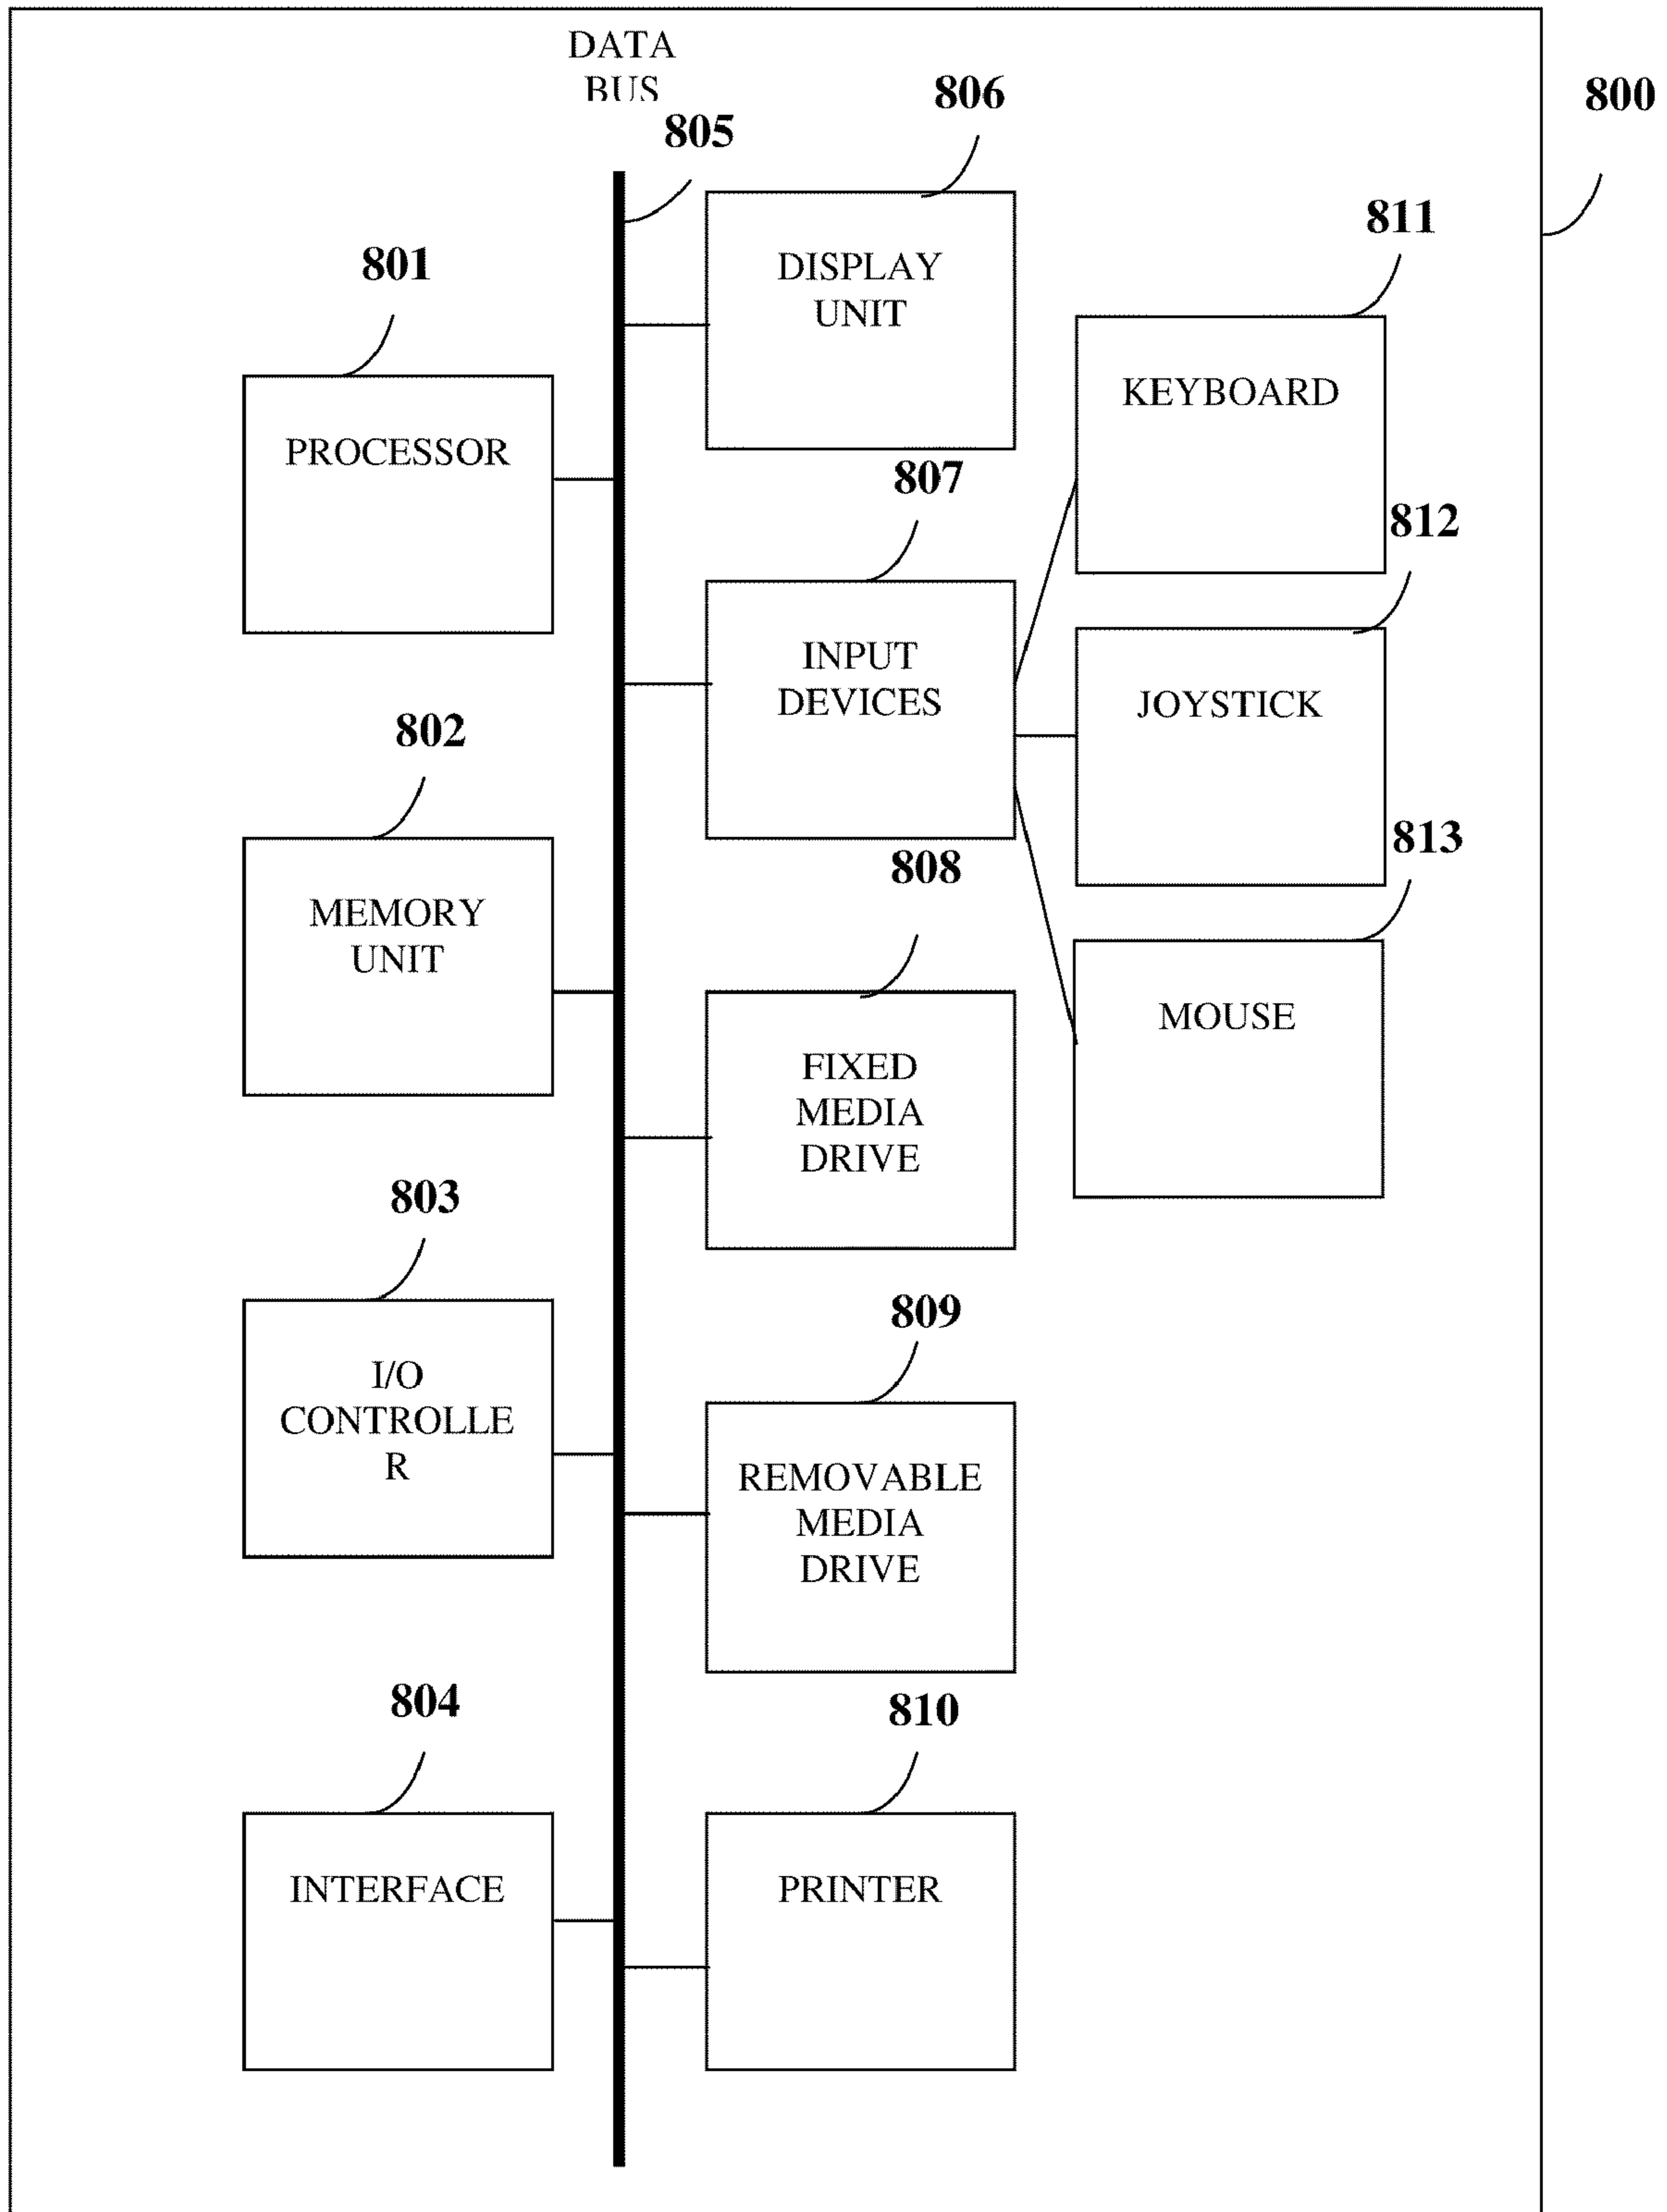 DATA
BUS
805
806
800
801
811
DISPLAY
UNIT
KEYBOARD
PROCESSOR
807
812
INPUT
DEVICES
JOYSTICK
802
813
808
MEMORY
UNIT
MOUSE
FIXED
MEDIA
DRIVE
803
809
I/O
CONTROLLE
R
REMOVABLE
MEDIA
DRIVE
804
810
INTERFACE
PRINTER